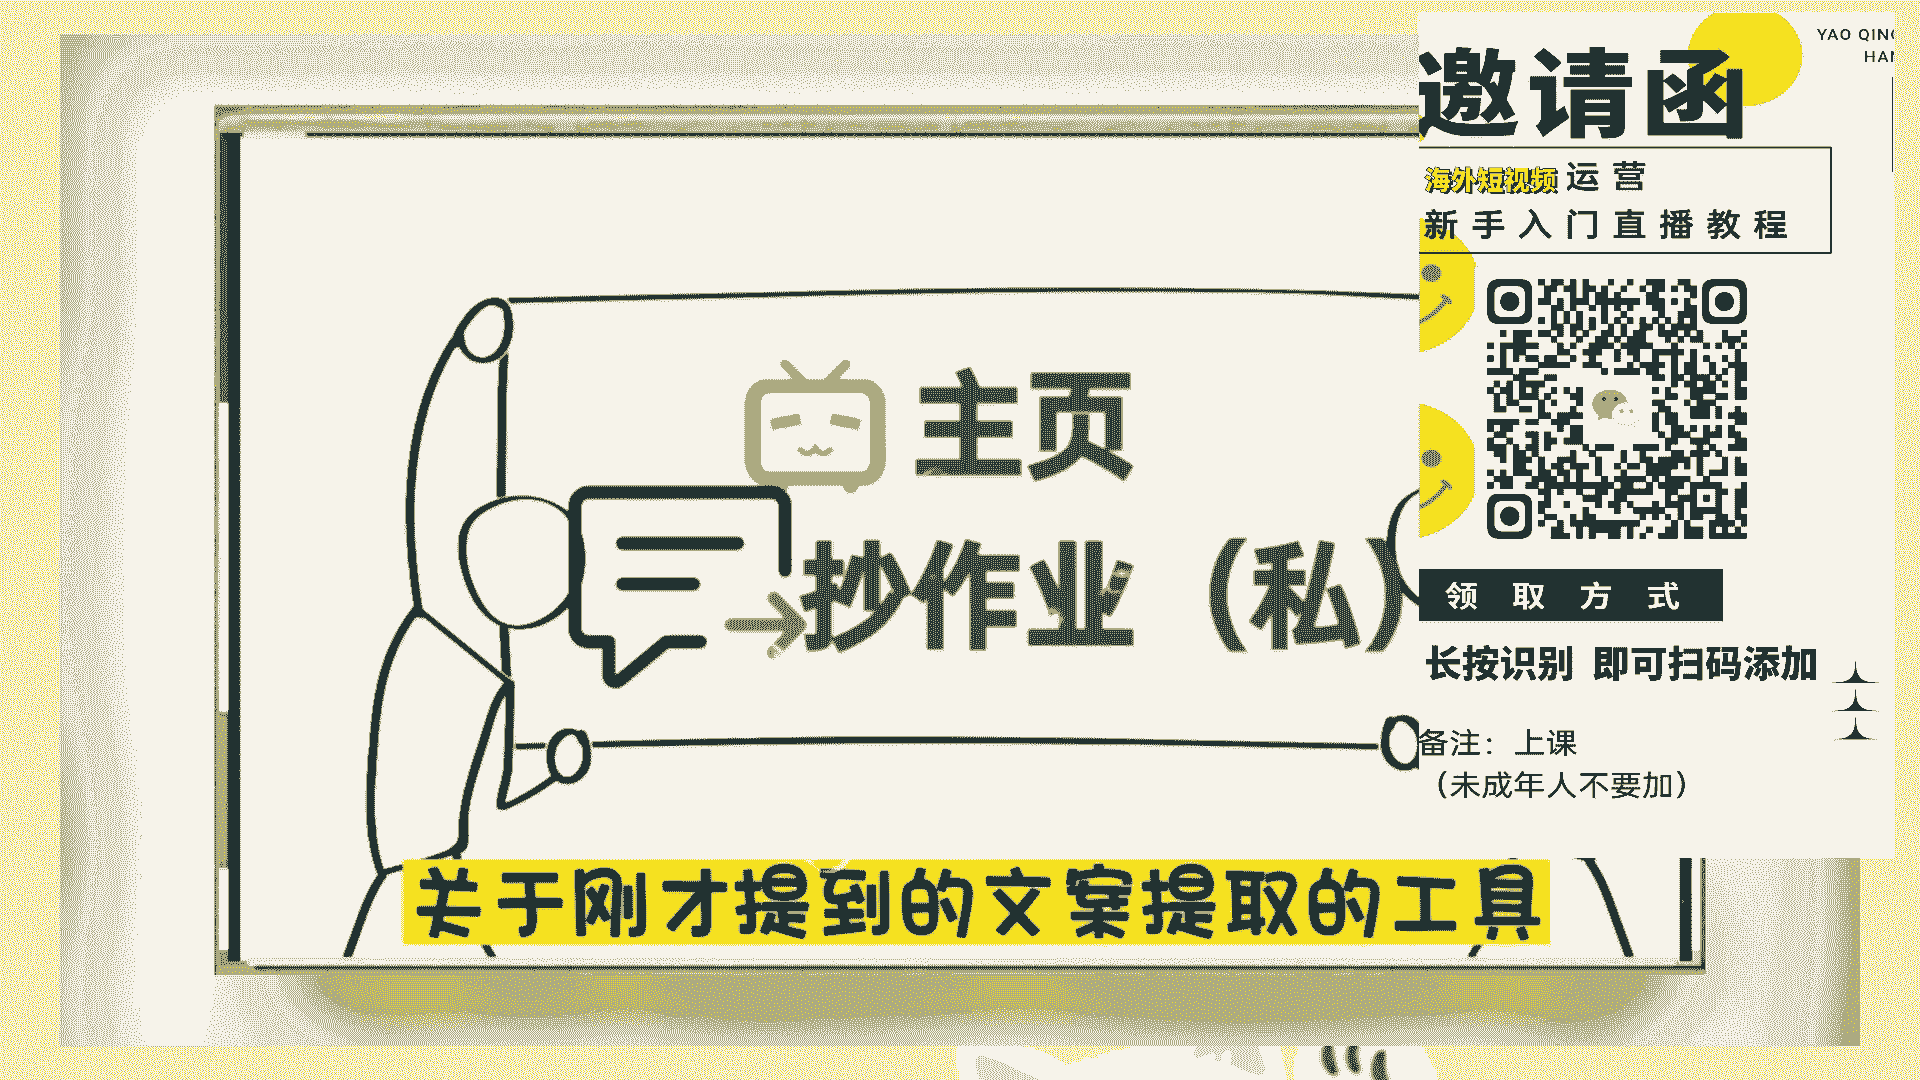 主页
抄作业（私）
关于刚才提到的文案提取的工具
YAO QING
HAN
邀请函
海外短视频运营
新手入门直播教程
领取方式
长按识别 即可扫码添加
备注：上课
（未成年人不要加）